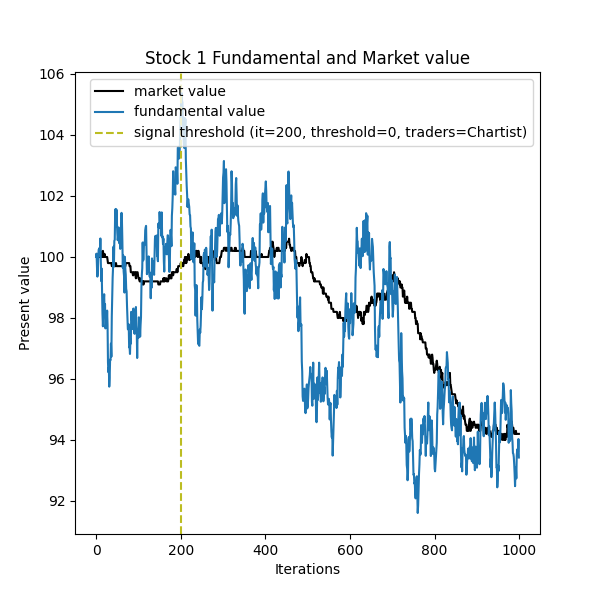 Stock 1 Fundamental and Market value
market value
fundamental value
signal threshold (it=200, threshold=0, traders=Chartist)
106
104
102
100
98
96
94
92
Present value
0 200 400 600 800 1000
Iterations